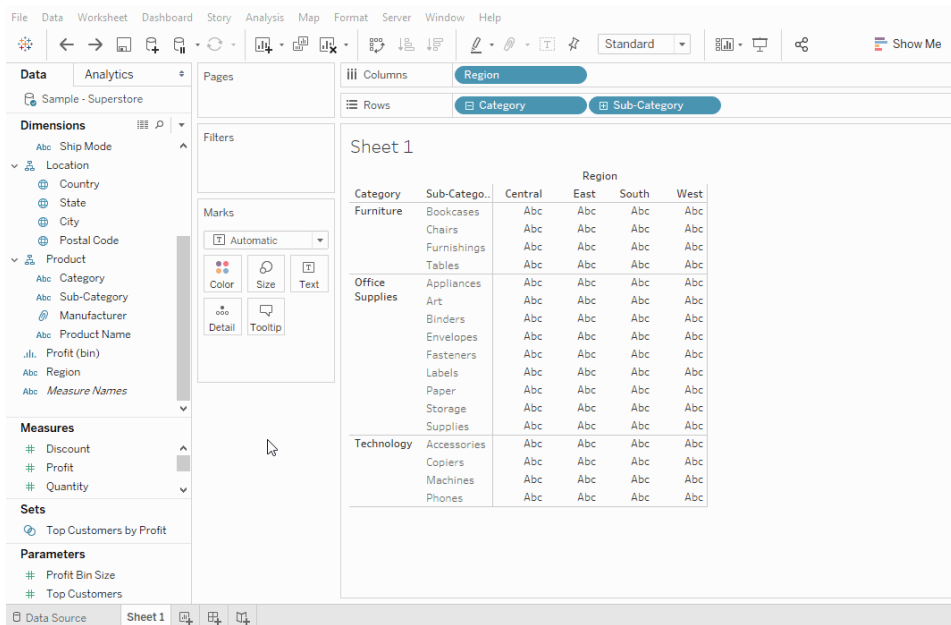 File Data Worksheet Dashboard Story Analysis Map Format Server Window Help
Standard
Show Me
Data Analytics
Sample - Superstore
Dimensions
Abc Ship Mode
Location
Country
State
City
Postal Code
Product
Abc Category
Abc Sub-Category
Manufacturer
Abc Product Name
Profit (bin)
Abc Region
Abc Measure Names
Measures
# Discount
# Profit
# Quantity
Sets
Top Customers by Profit
Parameters
# Profit Bin Size
# Top Customers
Pages
Filters
Marks
T Automatic
Color Size Text
Detail Tooltip
Columns Region
Rows Category Sub-Category
Sheet 1
Region
Category Sub-Catego.. Central East South West
Furniture Bookcases Abc Abc Abc Abc
Chairs Abc Abc Abc Abc
Furnishings Abc Abc Abc Abc
Tables Abc Abc Abc Abc
Office Supplies Appliances Abc Abc Abc Abc
Art Abc Abc Abc Abc
Binders Abc Abc Abc Abc
Envelopes Abc Abc Abc Abc
Fasteners Abc Abc Abc Abc
Labels Abc Abc Abc Abc
Paper Abc Abc Abc Abc
Storage Abc Abc Abc Abc
Supplies Abc Abc Abc Abc
Technology Accessories Abc Abc Abc Abc
Copiers Abc Abc Abc Abc
Machines Abc Abc Abc Abc
Phones Abc Abc Abc Abc
Data Source Sheet 1